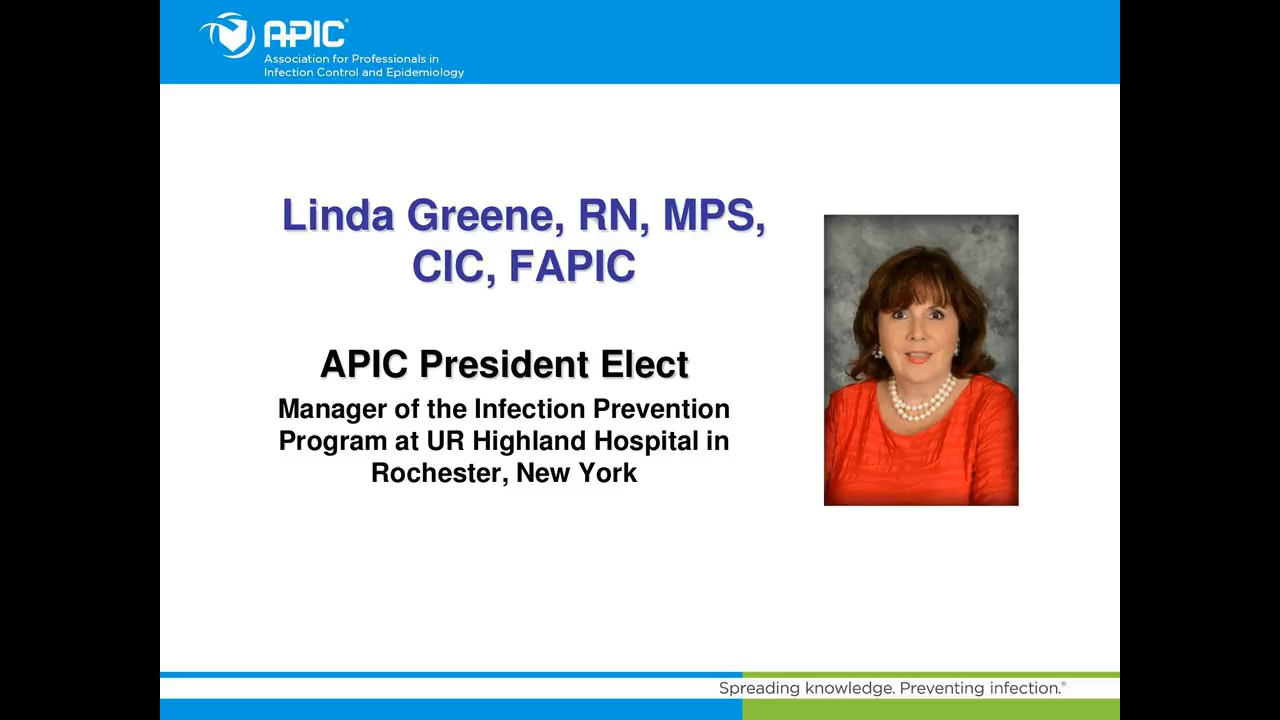 APIC®
Association for Professionals in
Infection Control and Epidemiology
Linda Greene, RN, MPS,
CIC, FAPIC
APIC President Elect
Manager of the Infection Prevention
Program at UR Highland Hospital in
Rochester, New York
Spreading knowledge. Preventing infection.®